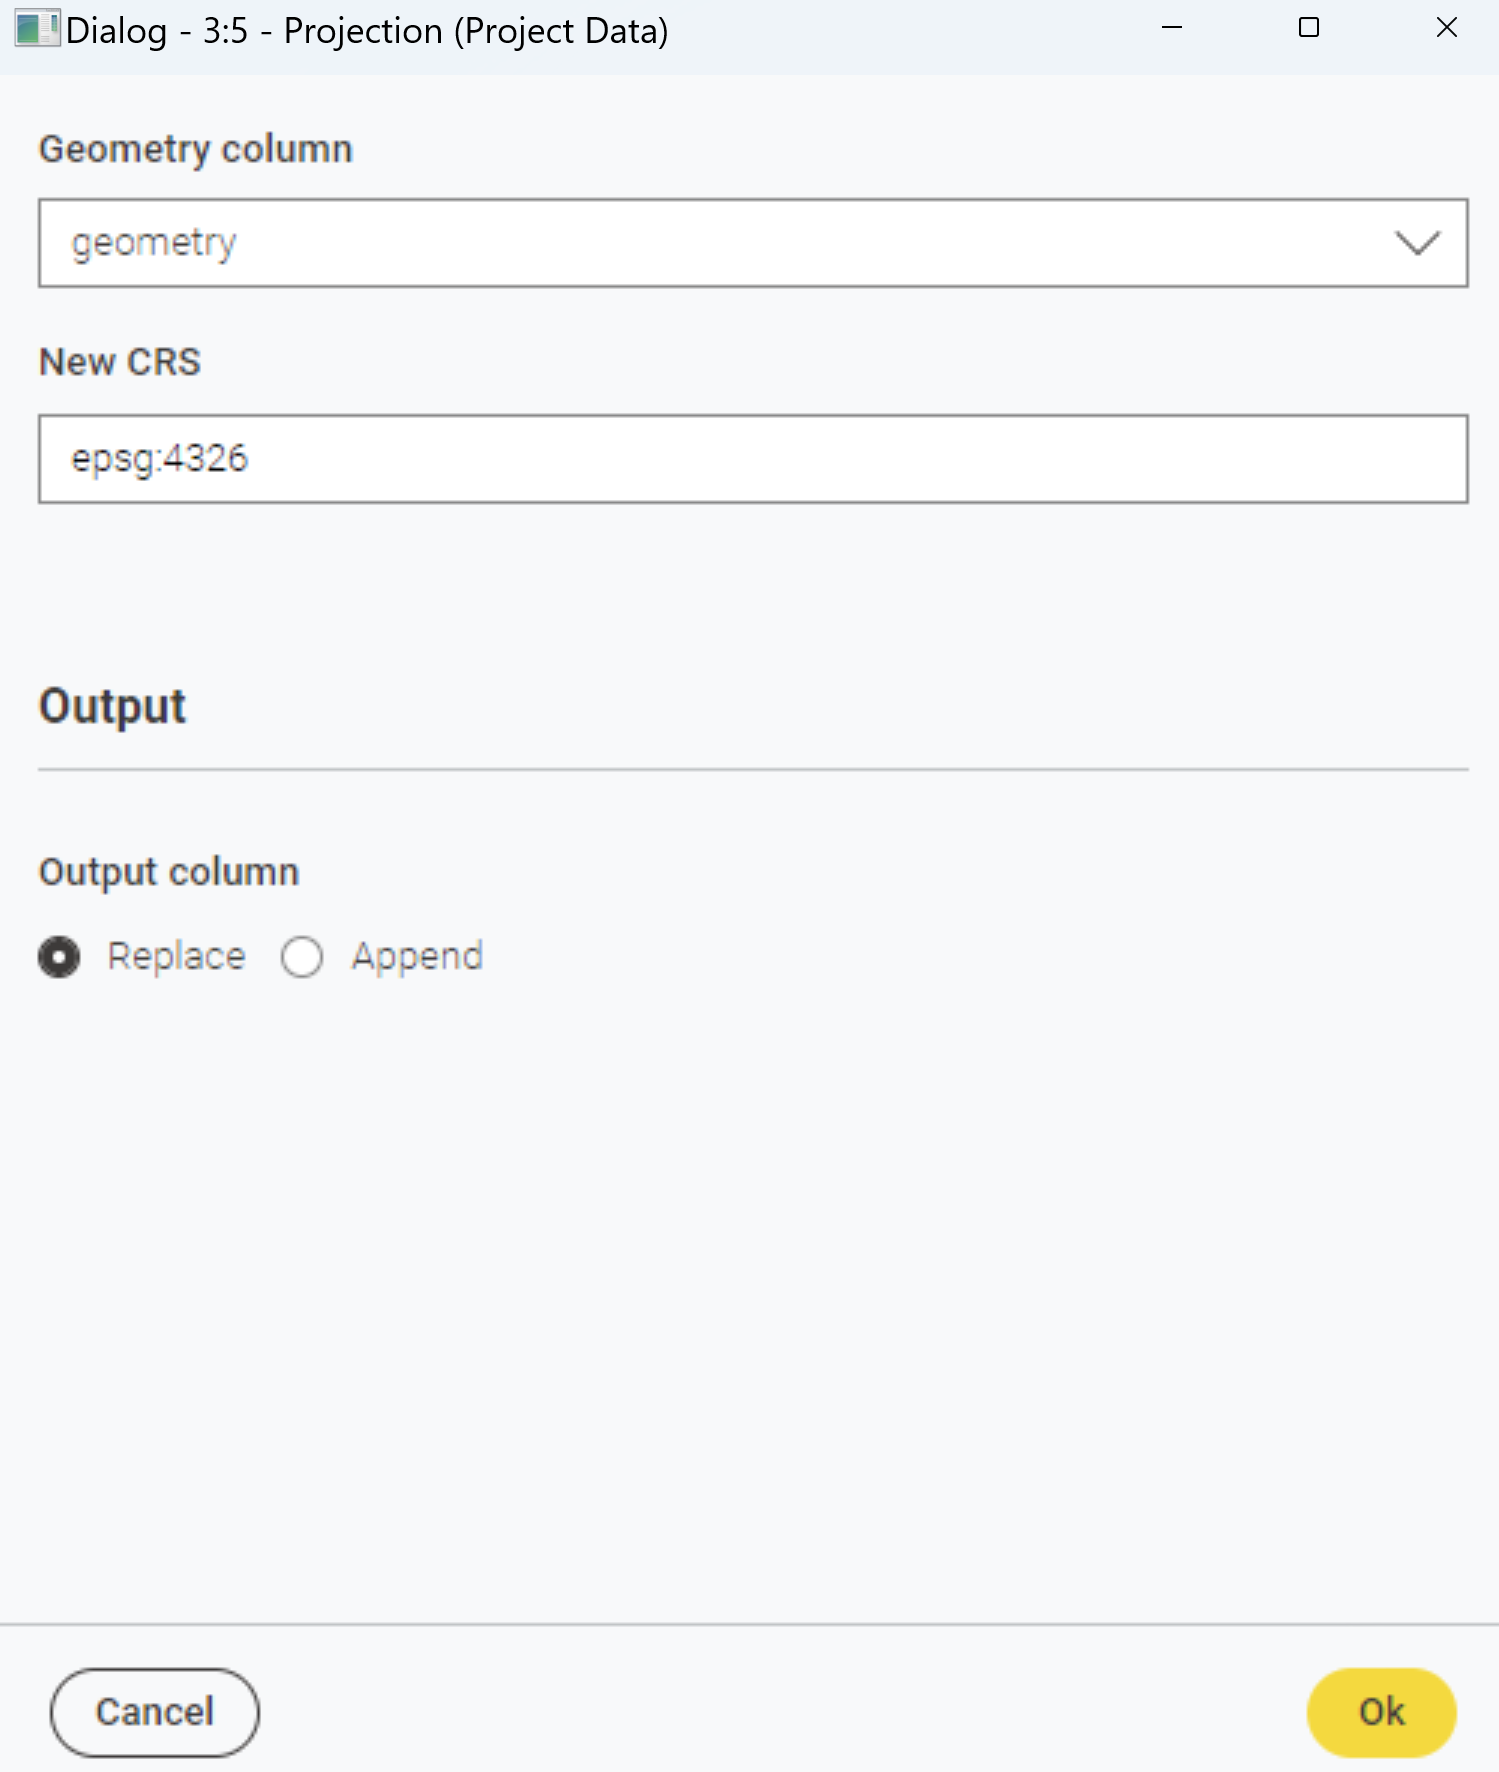 Dialog - 3:5 - Projection (Project Data)
Geometry column
geometry
New CRS
epsg:4326
Output
Output column
Replace Append
Cancel Ok